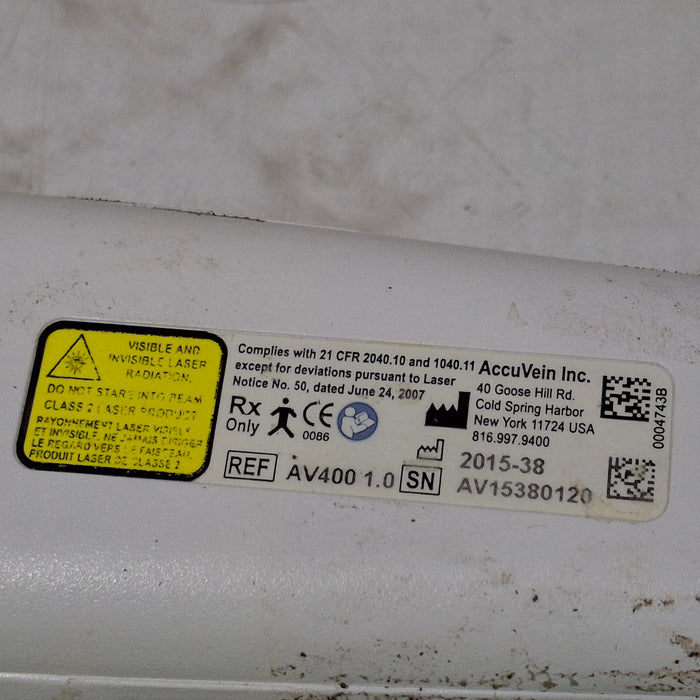 VISIBLE AND
INVISIBLE LASER
RADIATION.
DO NOT STARE INTO BEAM
CLASS 2 LASER PRODUCT
RAYONNEMENT LASER VISIBLE
ET INVISIBLE. NE JAMAIS DIRIGER
LE REGARD VERS LE FAISCEAU.
PRODUIT LASER DE CLASSE 2
Complies with 21 CFR 2040.10 and 1040.11
except for deviations pursuant to Laser
Notice No. 50, dated June 24, 2007
Rx
Only
CE
0086
REF AV400 1.0
AccuVein Inc.
40 Goose Hill Rd.
Cold Spring Harbor
New York 11724 USA
816.997.9400
2015-38
SN AV15380120
0004743B